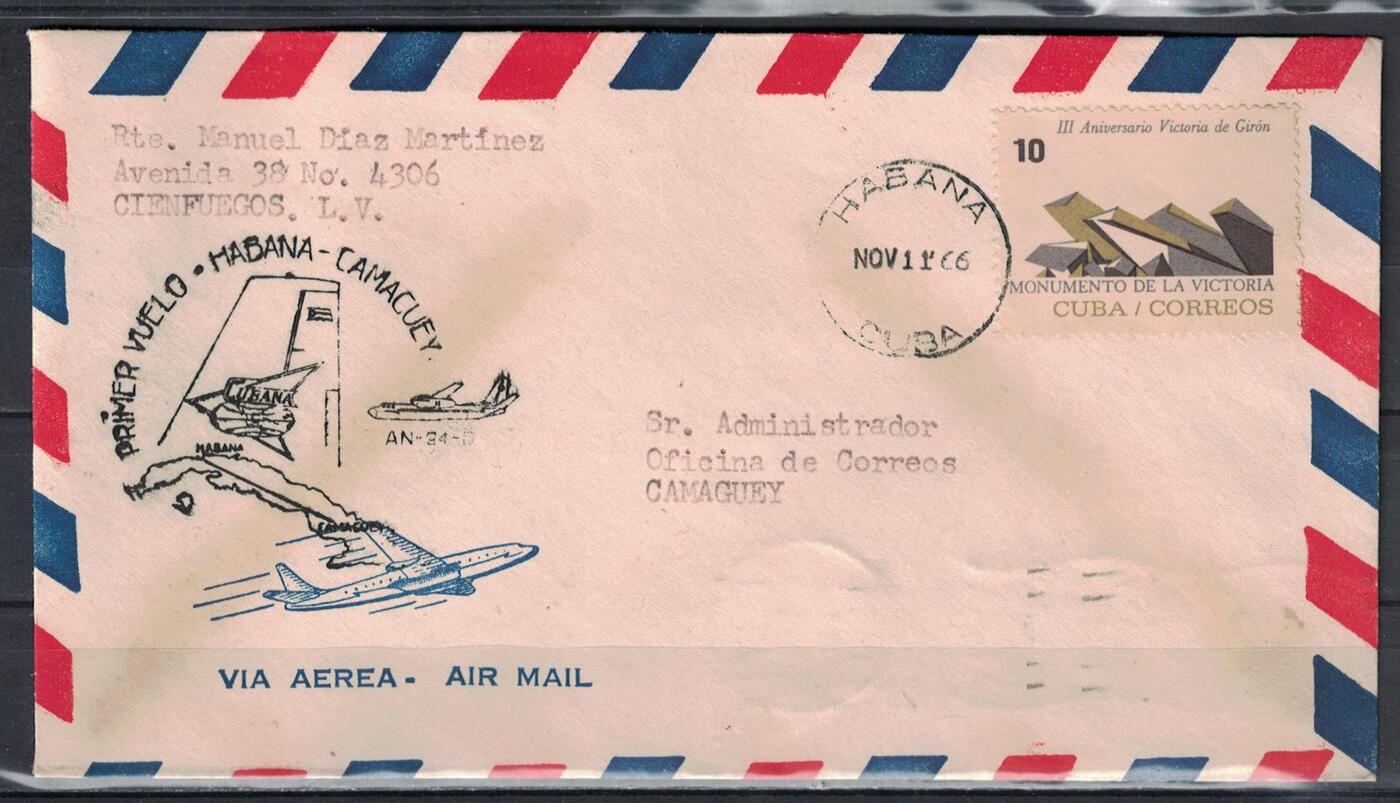 Rte. Manuel Díaz Martínez
Avenida 38 No. 4306
CIENFUEGOS. L.V.
PRIMER VUELO • HABANA - CAMAGUEY.
CUBANA
HABANA
CAMAGUEY
AN-24-
HABANA
NOV 11 '66
CUBA
III Aniversario Victoria de Girón
10
MONUMENTO DE LA VICTORIA
CUBA / CORREOS
Sr. Administrador
Oficina de Correos
CAMAGUEY
VIA AEREA - AIR MAIL